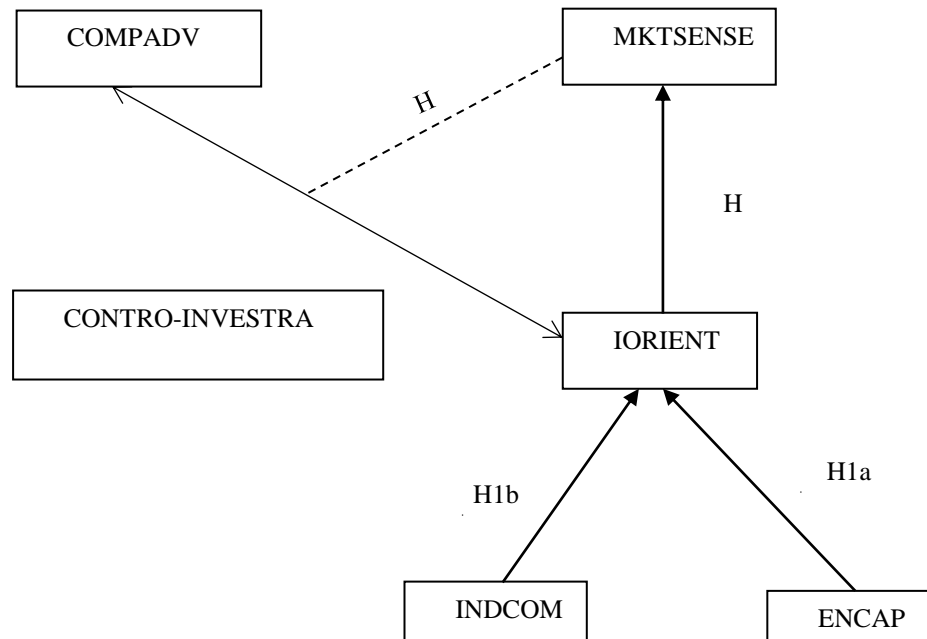 COMPADV
MKTSENSE
H
H
CONTRO-INVESTRA
IORIENT
H1b
H1a
INDCOM
ENCAP